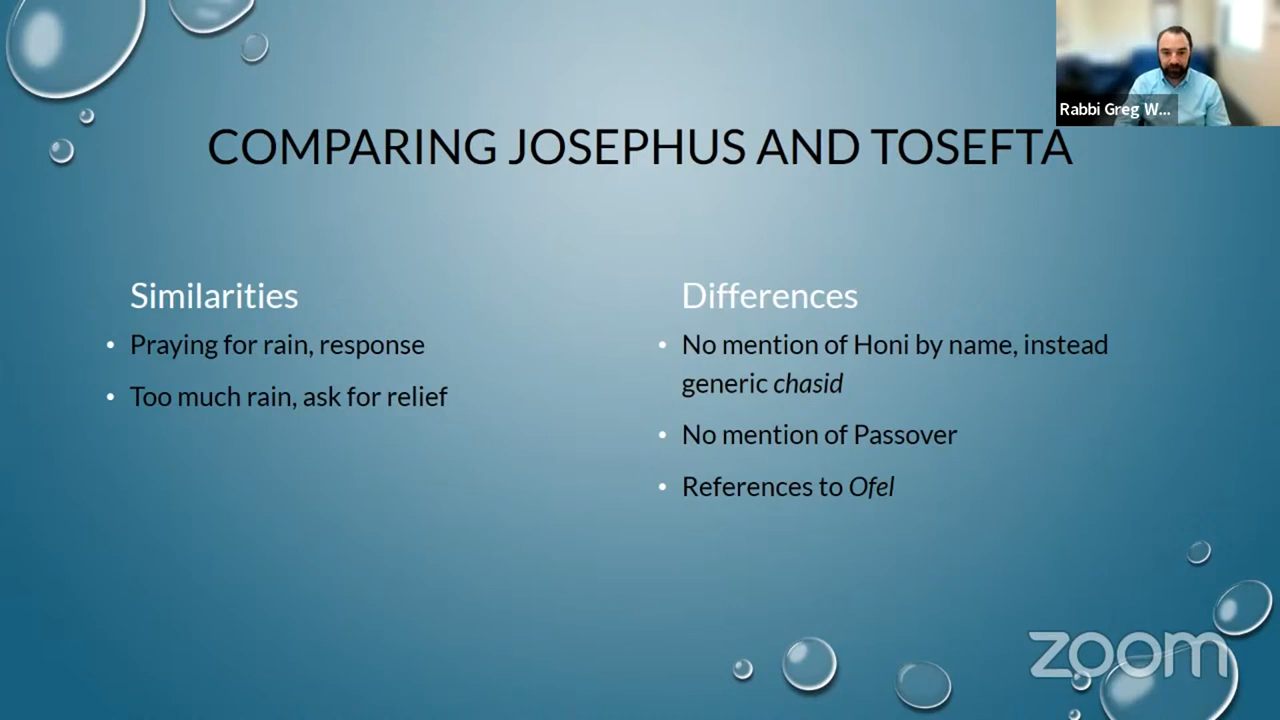 Rabbi Greg W...
COMPARING JOSEPHUS AND TOSEFTA
Similarities
• Praying for rain, response
• Too much rain, ask for relief
Differences
• No mention of Honi by name, instead
generic chasid
• No mention of Passover
• References to Ofel
zoom